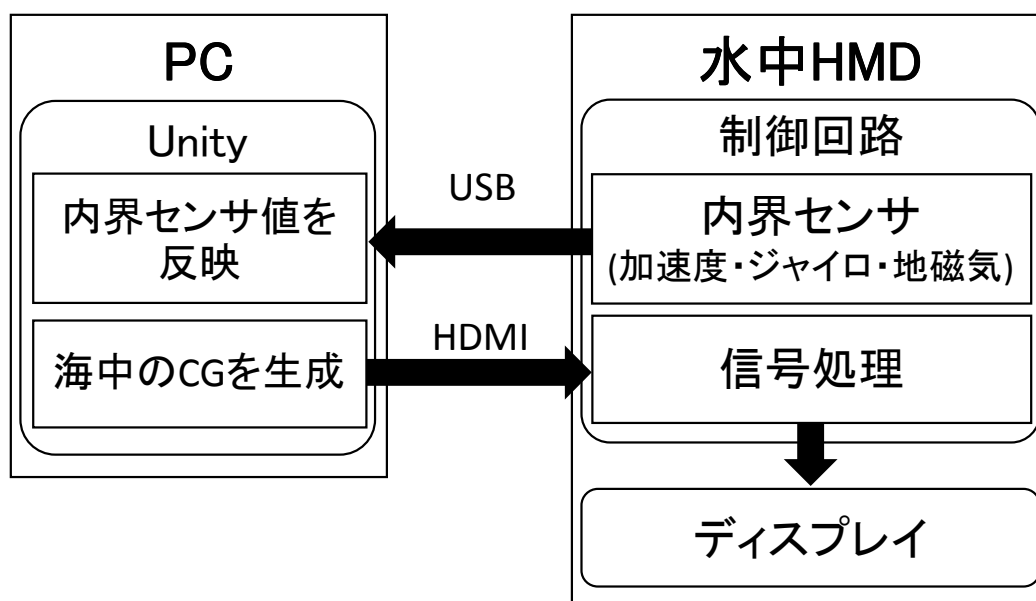 PC
Unity
内界センサ値を
反映
海中のCGを生成
USB
HDMI
水中HMD
制御回路
内界センサ
(加速度・ジャイロ・地磁気)
信号処理
ディスプレイ